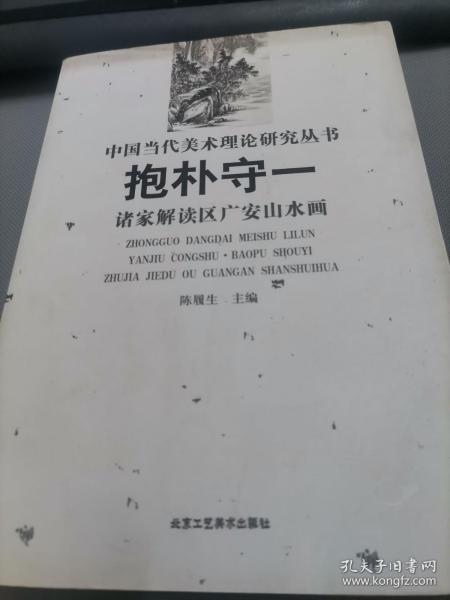 中国当代美术理论研究丛书
抱朴守一
诸家解读区广安山水画
ZHONGGUO DANGDAI MEISHU LILUN
YANJIU CONGSHU·BAOPU SHOUYI
ZHUJIA JIEDU OU GUANGAN SHANSHUIHUA
陈履生 主编
北京工艺美术出版社
孔夫子旧书网
www.kongfz.com